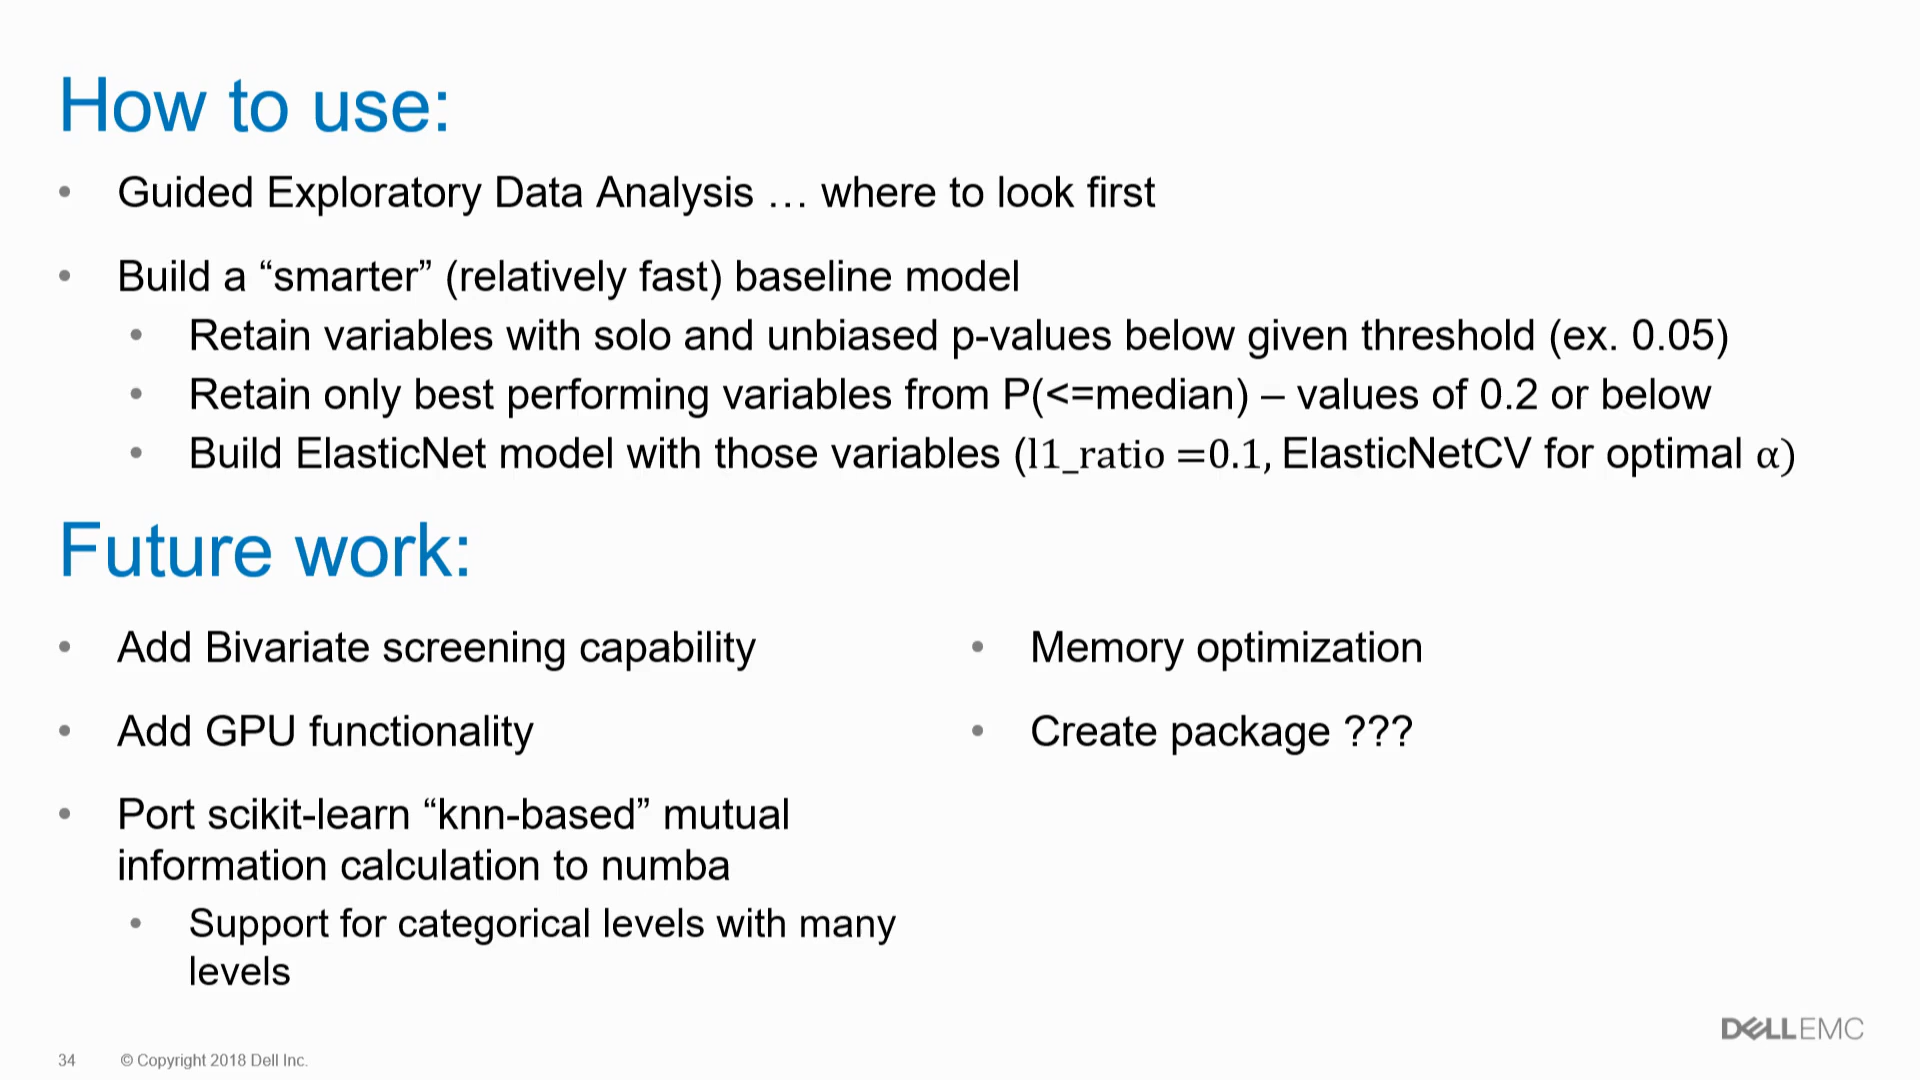 How to use:
• Guided Exploratory Data Analysis … where to look first
• Build a “smarter” (relatively fast) baseline model
• Retain variables with solo and unbiased p-values below given threshold (ex. 0.05)
• Retain only best performing variables from P(<=median) – values of 0.2 or below
• Build ElasticNet model with those variables (l1_ratio =0.1, ElasticNetCV for optimal α)
Future work:
• Add Bivariate screening capability
• Add GPU functionality
• Port scikit-learn “knn-based” mutual
information calculation to numba
• Support for categorical levels with many
levels
• Memory optimization
• Create package ???
DELLEMC
34 © Copyright 2018 Dell Inc.